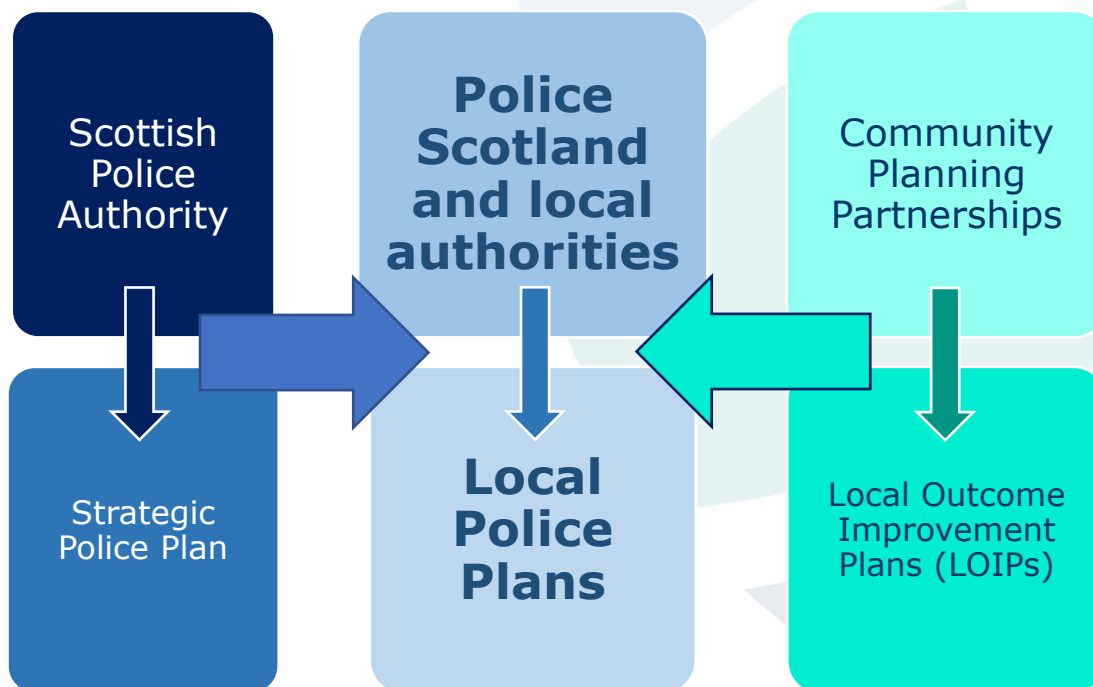 Scottish
Police
Authority
Police
Scotland
and local
authorities
Community
Planning
Partnerships
Strategic
Police Plan
Local
Police
Plans
Local Outcome
Improvement
Plans (LOIPs)